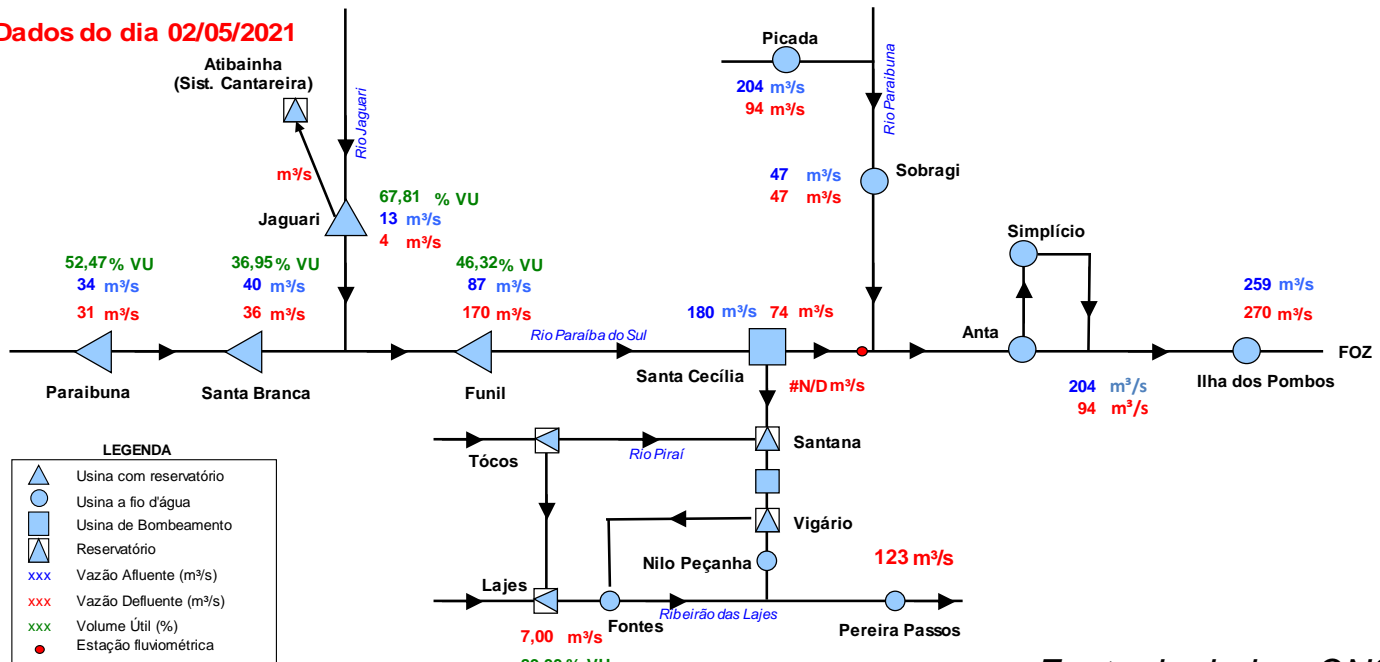 Dados do dia 02/05/2021
Atibainha
(Sist. Cantareira)
Rio Jaguari
m³/s
Jaguari
67,81 % VU
13 m³/s
4 m³/s
Picada
204 m³/s
94 m³/s
Rio Paraibuna
47 m³/s
47 m³/s
Sobragi
52,47 % VU
34 m³/s
31 m³/s
Paraibuna
36,95 % VU
40 m³/s
36 m³/s
Santa Branca
46,32 % VU
87 m³/s
170 m³/s
Funil
Rio Paraíba do Sul
180 m³/s 74 m³/s
Santa Cecília
#N/D m³/s
Simplício
Anta
204 m³/s
94 m³/s
259 m³/s
270 m³/s
Ilha dos Pombos
FOZ
Tócos
Rio Piraí
Santana
Vigário
Nilo Peçanha
123 m³/s
Lajes
Fontes
Ribeirão das Lajes
Pereira Passos
7,00 m³/s
LEGENDA
Usina com reservatório
Usina a fio d'água
Usina de Bombeamento
Reservatório
xxx Vazão Afluente (m³/s)
xxx Vazão Defluente (m³/s)
xxx Volume Útil (%)
Estação fluviométrica